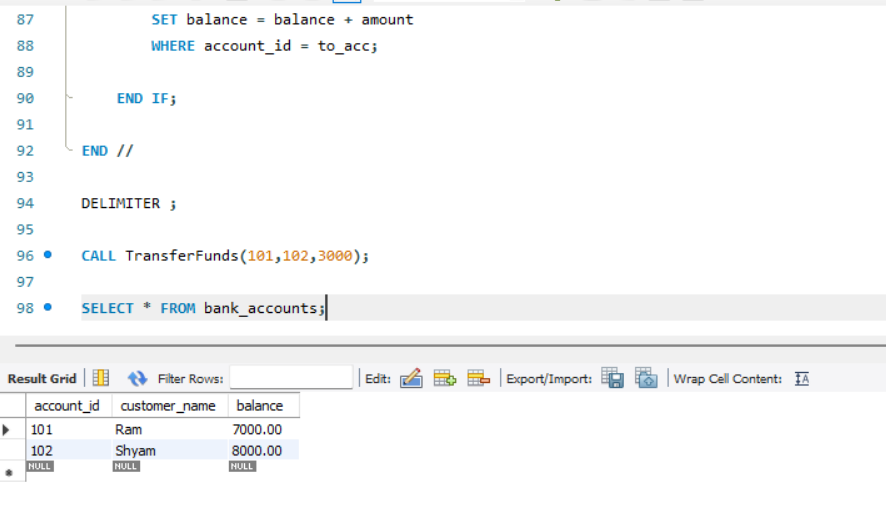 87 SET balance = balance + amount
88 WHERE account_id = to_acc;
89
90 END IF;
91
92 END //
93
94 DELIMITER ;
95
96 CALL TransferFunds(101,102,3000);
97
98 SELECT * FROM bank_accounts;
Result Grid Filter Rows: Edit: Export/Import: Wrap Cell Content:
account_id customer_name balance
101 Ram 7000.00
102 Shyam 8000.00
NULL NULL NULL